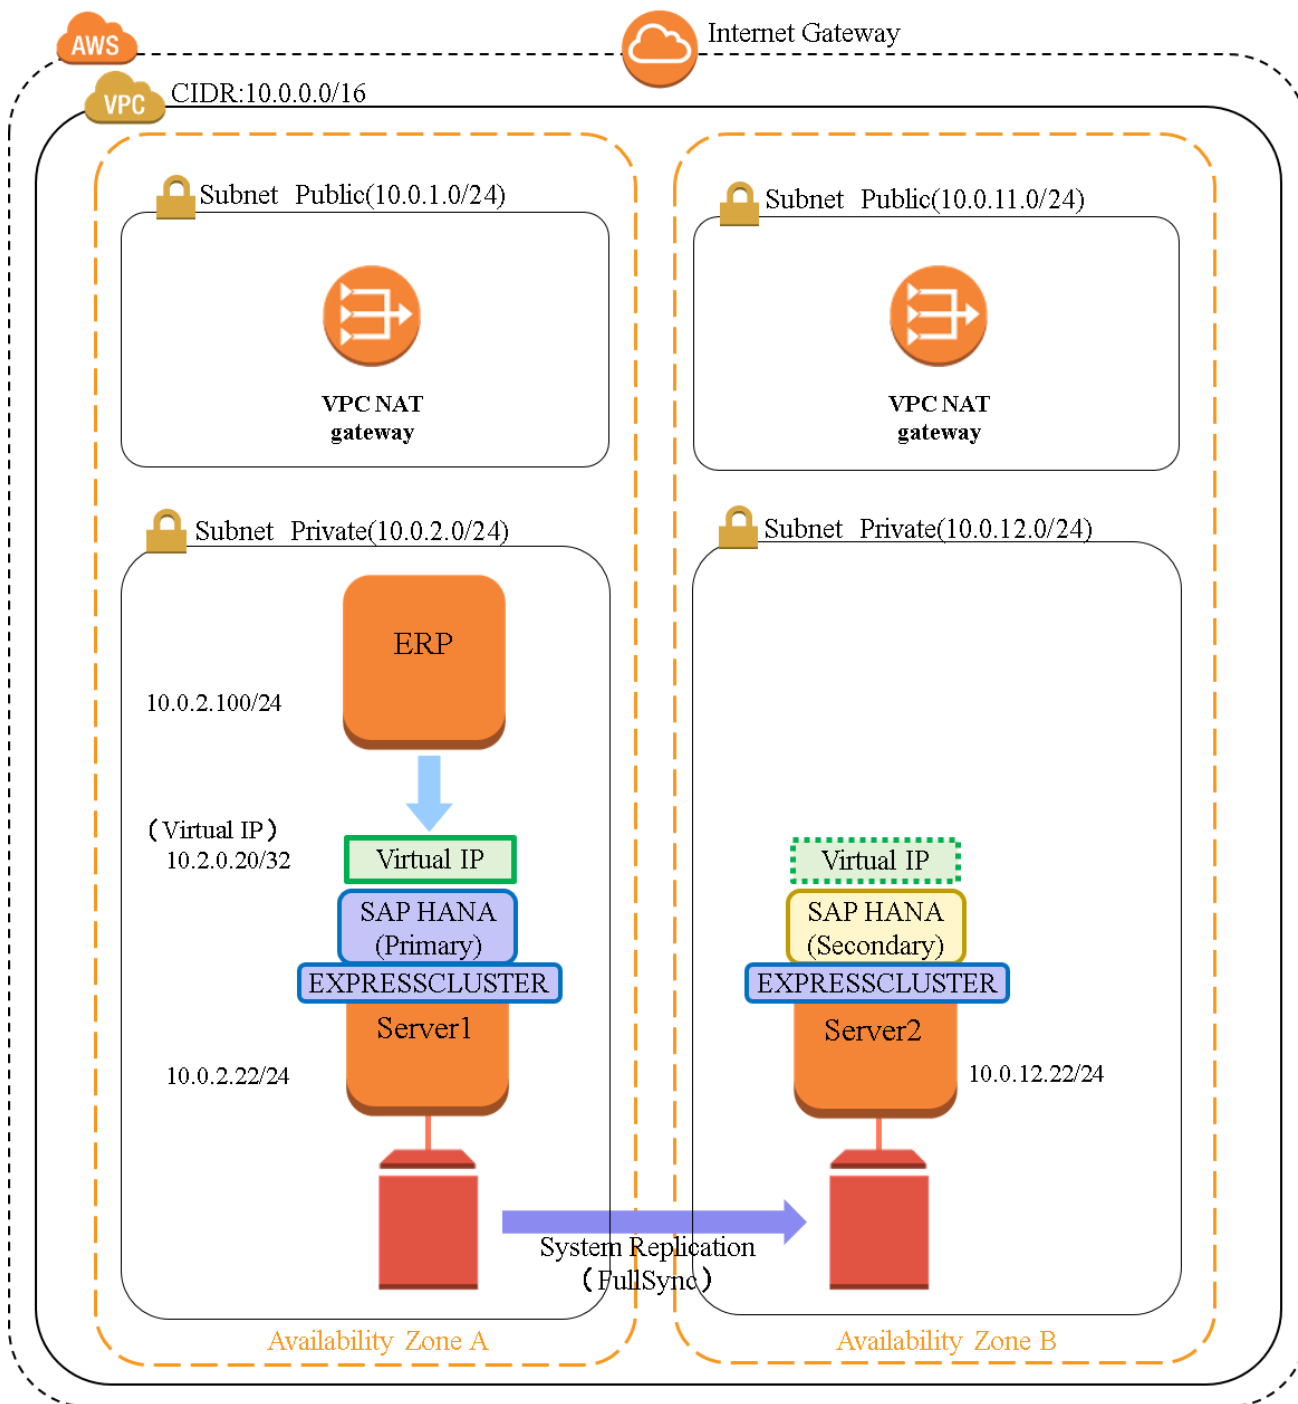 AWS
Internet Gateway
VPC
CIDR:10.0.0.0/16
Subnet Public(10.0.1.0/24)
VPC NAT
gateway
Subnet Public(10.0.11.0/24)
VPC NAT
gateway
Subnet Private(10.0.2.0/24)
ERP
10.0.2.100/24
(Virtual IP)
10.2.0.20/32
Virtual IP
SAP HANA
(Primary)
EXPRESSCLUSTER
Server1
10.0.2.22/24
Subnet Private(10.0.12.0/24)
Virtual IP
SAP HANA
(Secondary)
EXPRESSCLUSTER
Server2
10.0.12.22/24
System Replication
(FullSync)
Availability Zone A
Availability Zone B